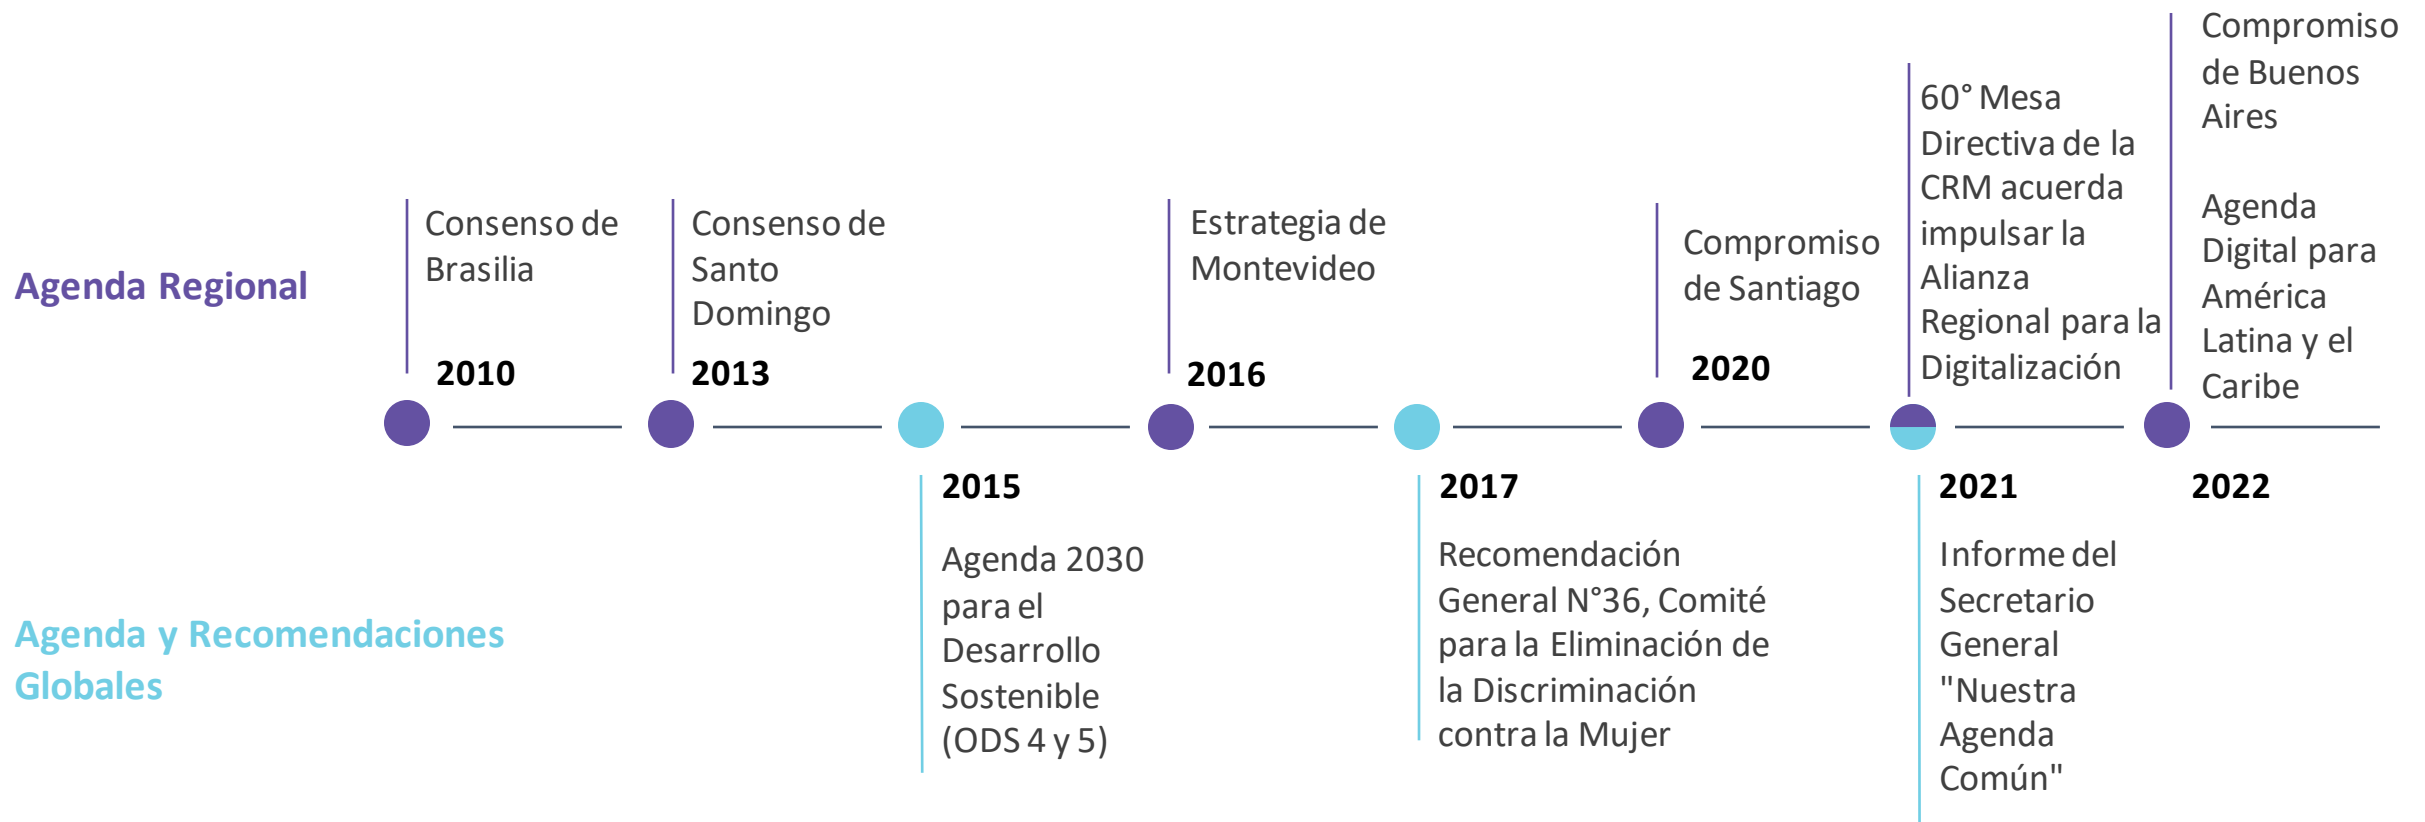 Agenda Regional
Consenso de
Brasilia
2010
Consenso de
Santo
Domingo
2013
Estrategia de
Montevideo
2016
Compromiso
de Santiago
2020
60° Mesa
Directiva de la
CRM acuerda
impulsar la
Alianza
Regional para la
Digitalización
Compromiso
de Buenos
Aires
Agenda
Digital para
América
Latina y el
Caribe
Agenda y Recomendaciones
Globales
2015
Agenda 2030
para el
Desarrollo
Sostenible
(ODS 4 y 5)
2017
Recomendación
General N°36, Comité
para la Eliminación de
la Discriminación
contra la Mujer
2021
Informe del
Secretario
General
"Nuestra
Agenda
Común"
2022